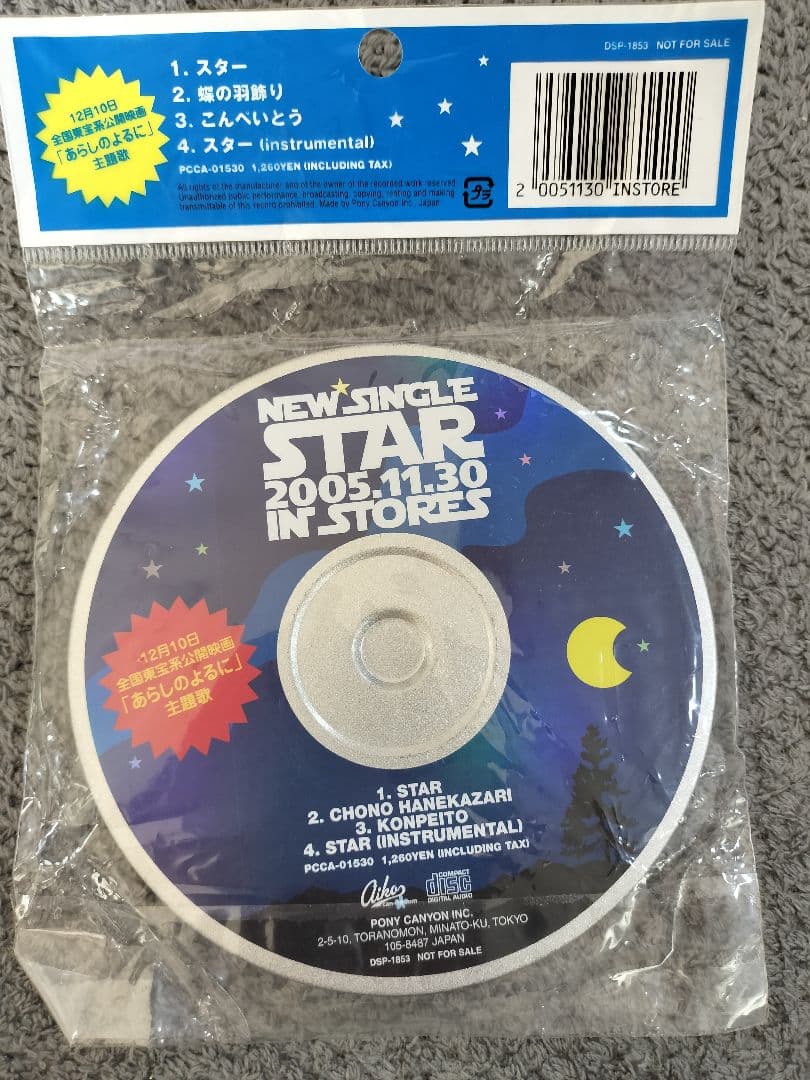 DSP-1853 NOT FOR SALE
1. スター
2. 蝶の羽飾り
3. こんぺいとう
4. スター (instrumental)
PCCA-01530 1,260YEN (INCLUDING TAX)
All rights of the manufacturer and of the owner of the recorded work reserved
Unauthorized public performance, broadcasting, copying, renting and making
transmittable of this record prohibited. Made by Pony Canyon Inc., Japan
12月10日
全国東宝系公開映画
「あらしのよるに」
主題歌
プラ
2 0051130 INSTORE
NEW SINGLE
STAR
2005.11.30
IN STORES
12月10日
全国東宝系公開映画
「あらしのよるに」
主題歌
1. STAR
2. CHONO HANEKAZARI
3. KONPEITO
4. STAR (INSTRUMENTAL)
PCCA-01530 1,260YEN (INCLUDING TAX)
aiko
COMPACT
disc
DIGITAL AUDIO
PONY CANYON INC.
2-5-10, TORANOMON, MINATO-KU, TOKYO
105-8487 JAPAN
DSP-1853 NOT FOR SALE